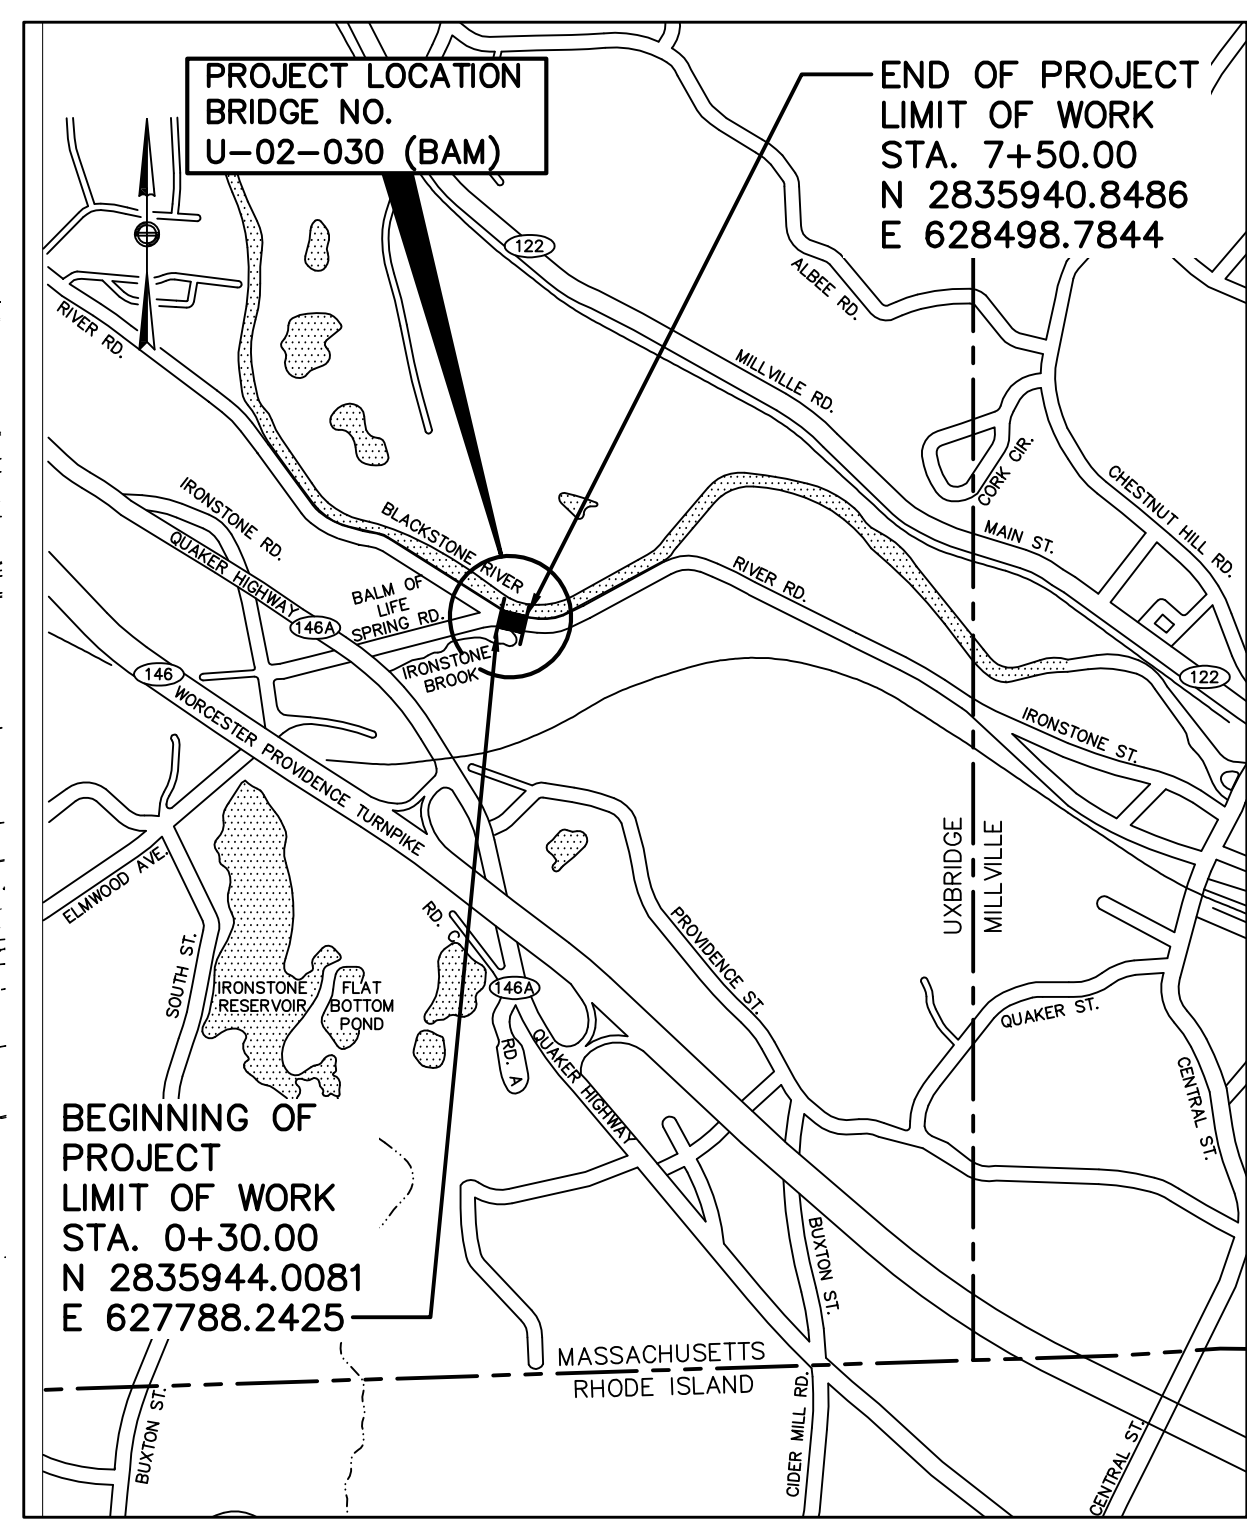 PROJECT LOCATION
BRIDGE NO.
U-02-030 (BAM)
END OF PROJECT
LIMIT OF WORK
STA. 7+50.00
N 2835940.8486
E 628498.7844
122
ALBEE RD.
RIVER RD.
MILLVILLE RD.
CORK CIR.
CHESTNUT HILL RD.
IRONSTONE RD.
QUAKER HIGHWAY
BLACKSTONE RIVER
MAIN ST.
RIVER RD.
BALM OF
LIFE
SPRING RD.
146A
IRONSTONE
BROOK
146
122
WORCESTER PROVIDENCE TURNPIKE
IRONSTONE ST.
UXBRIDGE
MILLVILLE
ELMWOOD AVE.
RD. C
PROVIDENCE ST.
SOUTH ST.
IRONSTONE
RESERVOIR
FLAT
BOTTOM
POND
146A
QUAKER ST.
RD. A
QUAKER HIGHWAY
CENTRAL ST.
BEGINNING OF
PROJECT
LIMIT OF WORK
STA. 0+30.00
N 2835944.0081
E 627788.2425
BUXTON ST.
MASSACHUSETTS
RHODE ISLAND
BUXTON ST.
CIDER MILL RD.
CENTRAL ST.